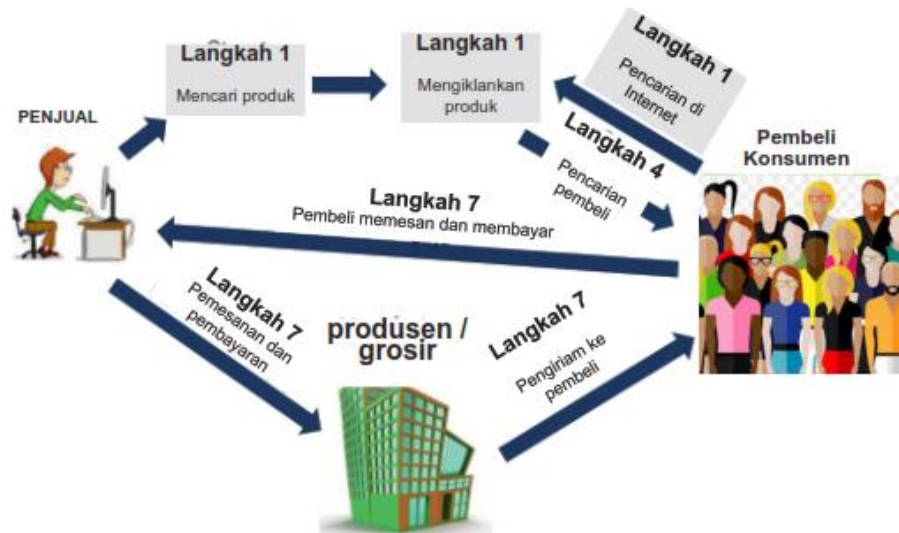 Langkah 1
Mencari produk
Langkah 1
Mengiklankan
produk
Langkah 1
Pencarian di
Internet
PENJUAL
Langkah 4
Pencarian
pembeli
Pembeli
Konsumen
Langkah 7
Pembeli memesan dan membayar
Langkah 7
Pemesanan dan
pembayaran
produsen /
grosir
Langkah 7
Pengiriam ke
pembeli